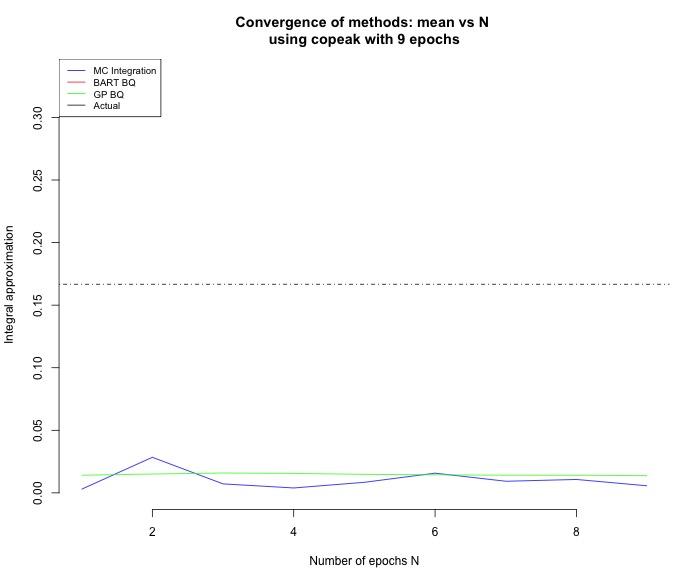 Convergence of methods: mean vs N
using copeak with 9 epochs
MC Integration
BART BQ
GP BQ
Actual
Integral approximation
0.30
0.25
0.20
0.15
0.10
0.05
0.00
2 4 6 8
Number of epochs N